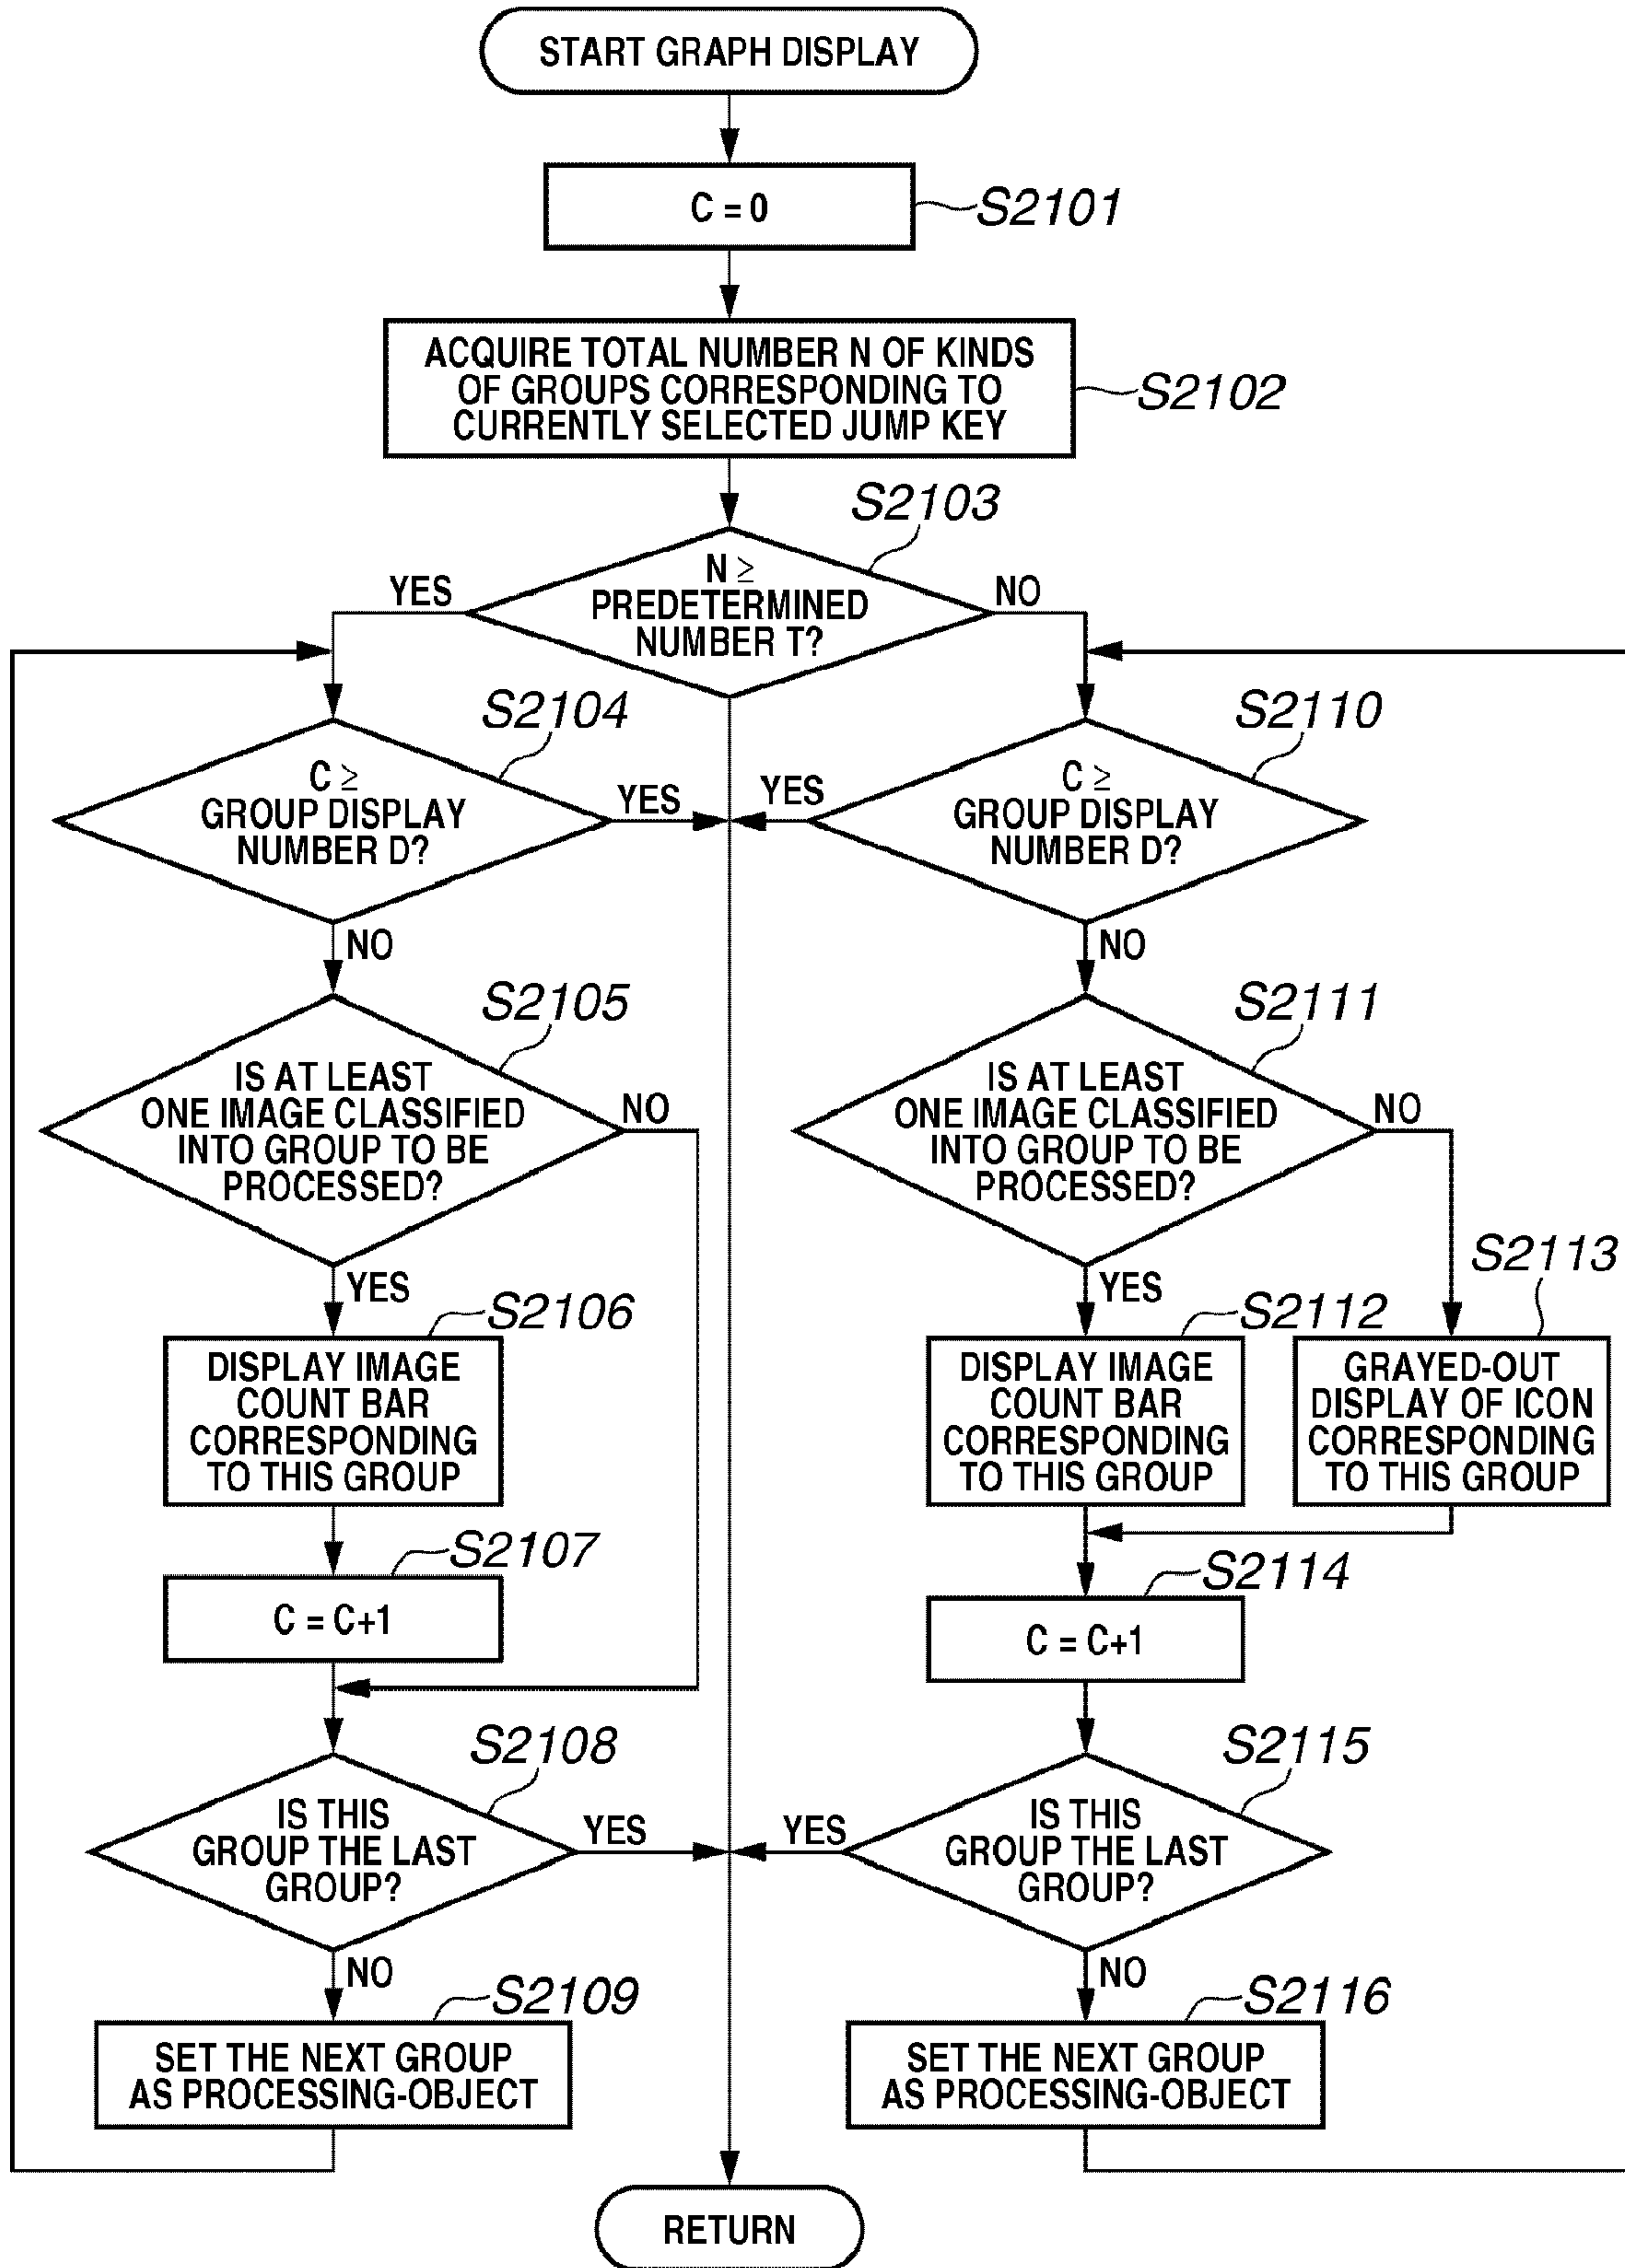 START GRAPH DISPLAY
C = 0
S2101
ACQUIRE TOTAL NUMBER N OF KINDS
OF GROUPS CORRESPONDING TO
CURRENTLY SELECTED JUMP KEY
S2102
S2103
N ≥
PREDETERMINED
NUMBER T?
YES
NO
S2104
C ≥
GROUP DISPLAY
NUMBER D?
YES
NO
S2110
C ≥
GROUP DISPLAY
NUMBER D?
YES
NO
S2105
IS AT LEAST
ONE IMAGE CLASSIFIED
INTO GROUP TO BE
PROCESSED?
NO
YES
S2111
IS AT LEAST
ONE IMAGE CLASSIFIED
INTO GROUP TO BE
PROCESSED?
NO
YES
S2106
DISPLAY IMAGE
COUNT BAR
CORRESPONDING
TO THIS GROUP
S2112
DISPLAY IMAGE
COUNT BAR
CORRESPONDING
TO THIS GROUP
S2113
GRAYED-OUT
DISPLAY OF ICON
CORRESPONDING
TO THIS GROUP
S2107
C = C+1
S2114
C = C+1
S2108
IS THIS
GROUP THE LAST
GROUP?
YES
NO
S2115
IS THIS
GROUP THE LAST
GROUP?
YES
NO
S2109
SET THE NEXT GROUP
AS PROCESSING-OBJECT
S2116
SET THE NEXT GROUP
AS PROCESSING-OBJECT
RETURN